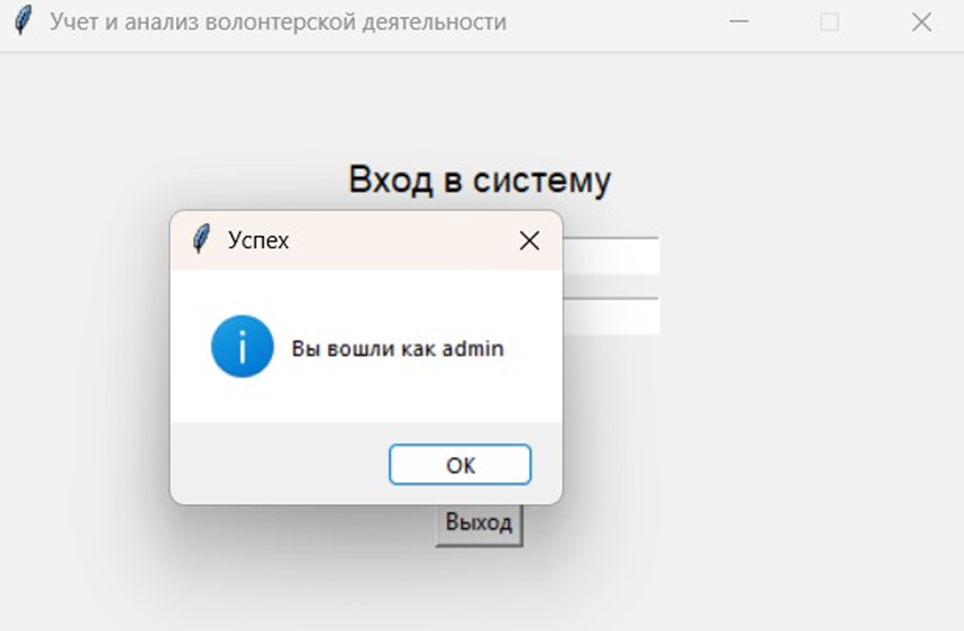 Учет и анализ волонтерской деятельности
Вход в систему
Успех
Вы вошли как admin
OK
Выход